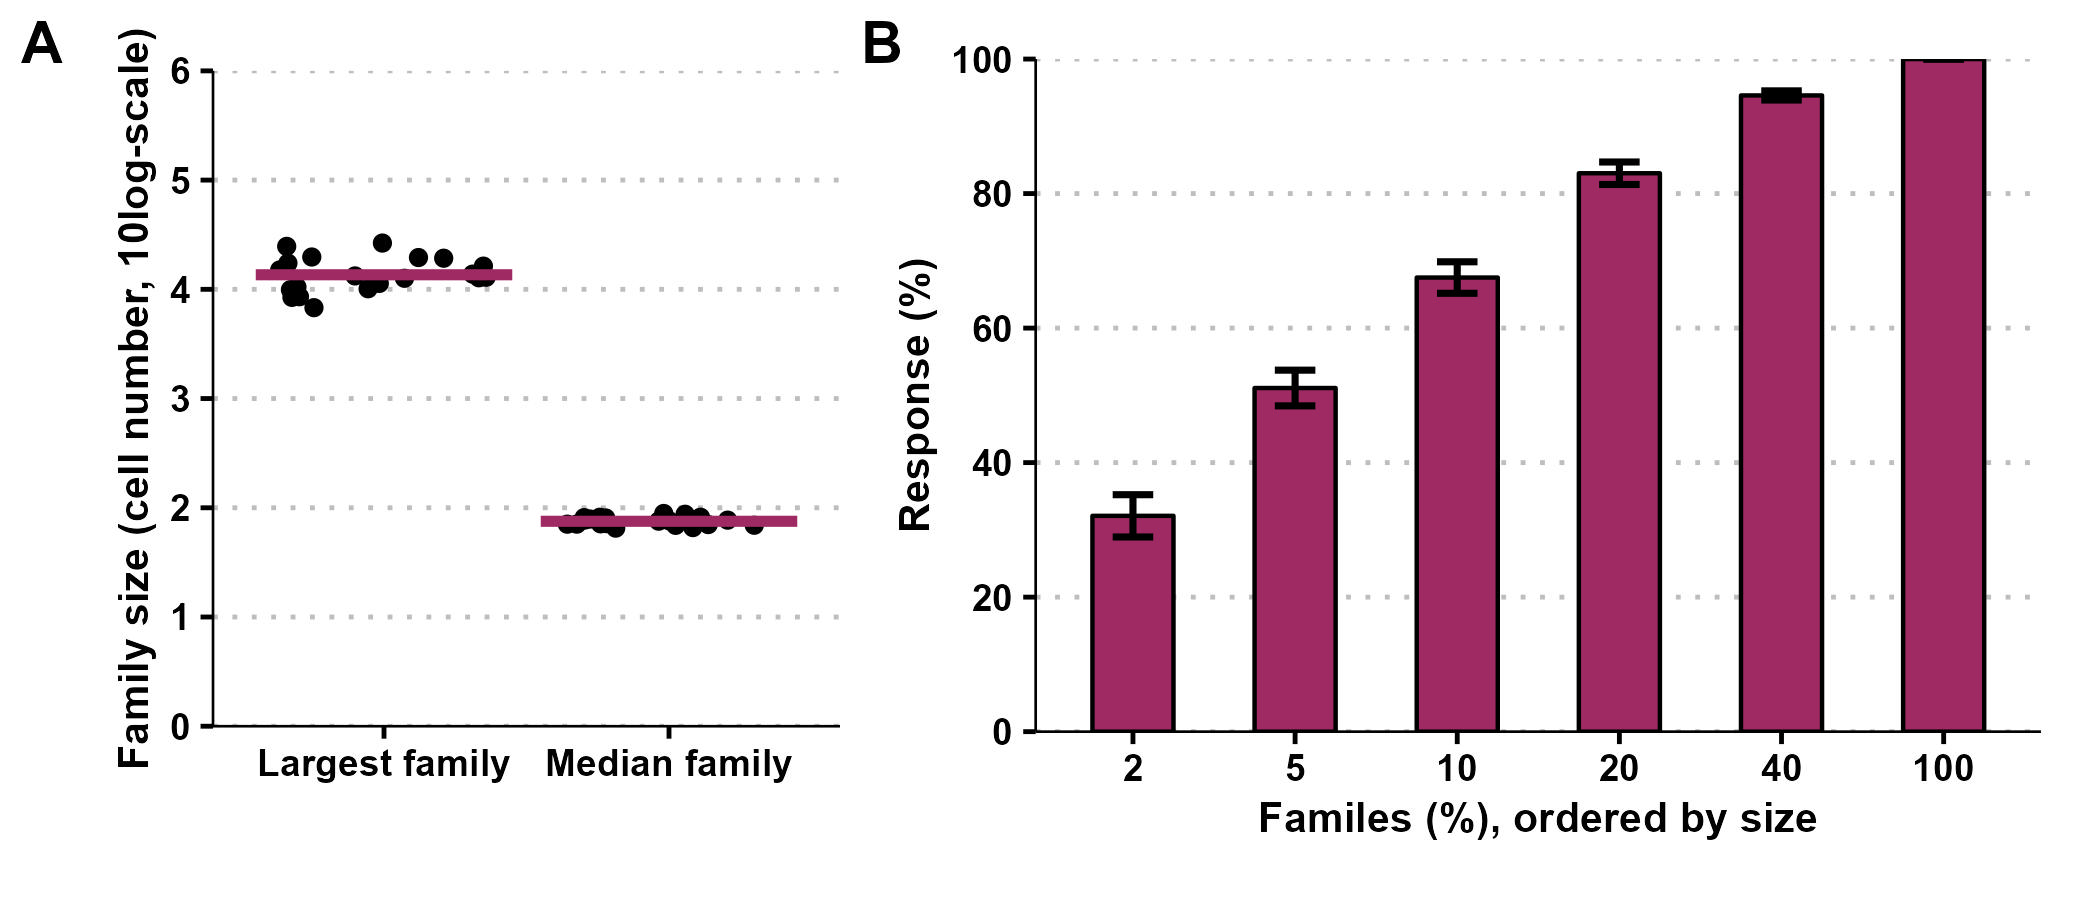 A
Family size (cell number, 10log-scale)
6
5
4
3
2
1
0
Largest family
Median family
B
Response (%)
100
80
60
40
20
0
2
5
10
20
40
100
Familes (%), ordered by size